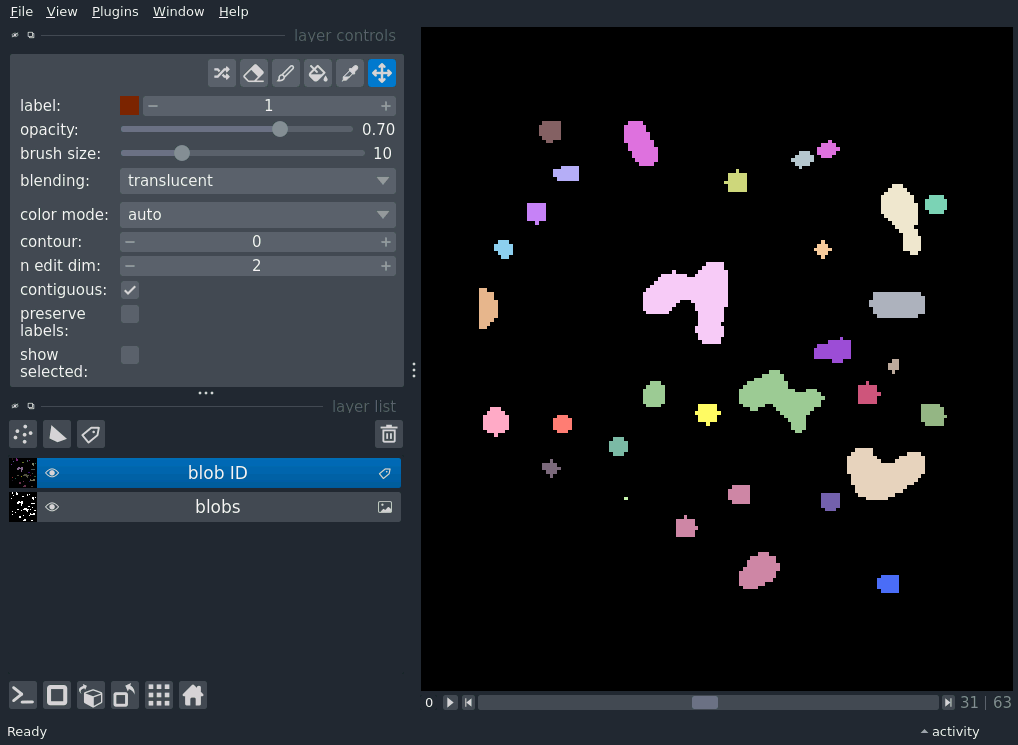 File View Plugins Window Help
layer controls
label: 1
opacity: 0.70
brush size: 10
blending: translucent
color mode: auto
contour: 0
n edit dim: 2
contiguous:
preserve
labels:
show
selected:
layer list
blob ID
blobs
0 31 | 63
Ready activity